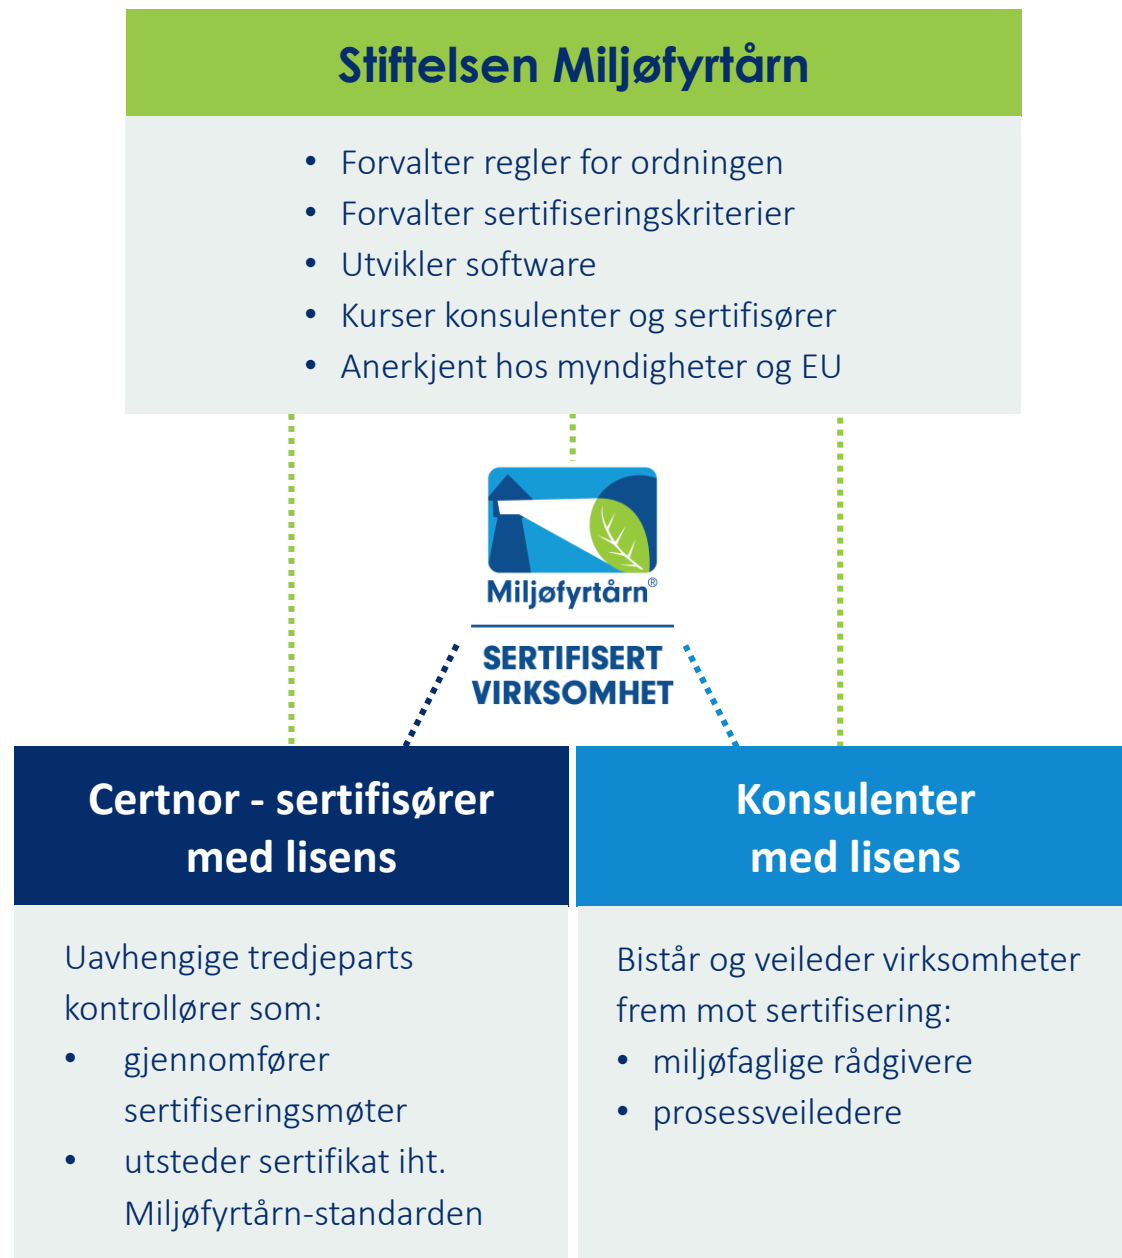 Stiftelsen Miljøfyrtårn
• Forvalter regler for ordningen
• Forvalter sertifiseringskriterier
• Utvikler software
• Kurser konsulenter og sertifisører
• Anerkjent hos myndigheter og EU
Miljøfyrtårn®
SERTIFISERT
VIRKSOMHET
Certnor - sertifisører
med lisens
Uavhengige tredjeparts
kontrollører som:
• gjennomfører
sertifiseringsmøter
• utsteder sertifikat iht.
Miljøfyrtårn-standarden
Konsulenter
med lisens
Bistår og veileder virksomheter
frem mot sertifisering:
• miljøfaglige rådgivere
• prosessveiledere